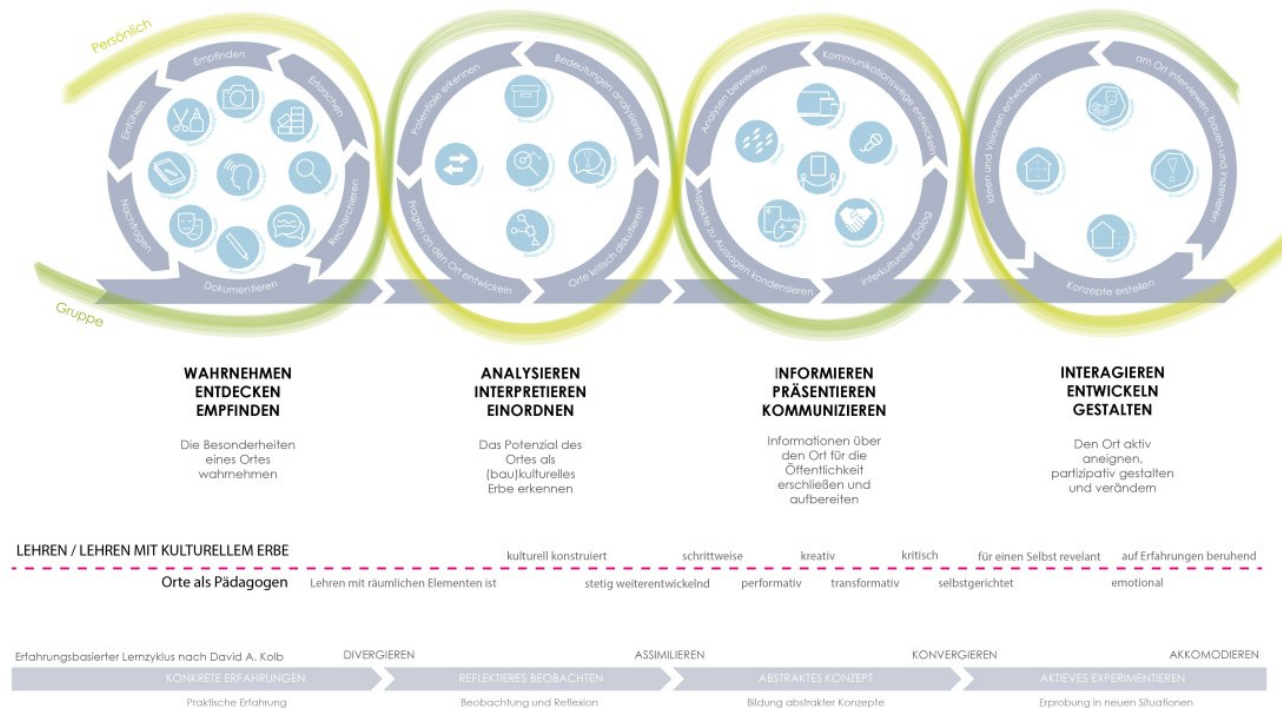 Persönlich
Gruppe
Empfinden
Erforschen
Recherchieren
Dokumentieren
Nachfragen
Einfühlen
Potentiale erkennen
Bedeutungen analysieren
Orte kritisch diskutieren
Fragen an den Ort entwickeln
Analysen bewerten
Kommunikationswege entwickeln
interkultureller Dialog
Aspekte zu Aussagen kondensieren
Ideen und Visionen entwickeln
am Ort interviewen, bauen und inszenieren
Konzepte erstellen
WAHRNEHMEN
ENTDECKEN
EMPFINDEN
Die Besonderheiten
eines Ortes
wahrnehmen
ANALYSIEREN
INTERPRETIEREN
EINORDNEN
Das Potenzial des
Ortes als
(bau)kulturelles
Erbe erkennen
INFORMIEREN
PRÄSENTIEREN
KOMMUNIZIEREN
Informationen über
den Ort für die
Öffentlichkeit
erschließen und
aufbereiten
INTERAGIEREN
ENTWICKELN
GESTALTEN
Den Ort aktiv
aneignen,
partizipativ gestalten
und verändern
LEHREN / LEHREN MIT KULTURELLEM ERBE
kulturell konstruiert
schrittweise
kreativ
kritisch
für einen Selbst revelant
auf Erfahrungen beruhend
Orte als Pädagogen
Lehren mit räumlichen Elementen ist
stetig weiterentwickelnd
performativ
transformativ
selbstgerichtet
emotional
Erfahrungsbasierter Lernzyklus nach David A. Kolb
DIVERGIEREN
ASSIMILIEREN
KONVERGIEREN
AKKOMODIEREN
KONKRETE ERFAHRUNGEN
REFLEKTIERES BEOBACHTEN
ABSTRAKTES KONZEPT
AKTIEVES EXPERIMENTIEREN
Praktische Erfahrung
Beobachtung und Reflexion
Bildung abstrakter Konzepte
Erprobung in neuen Situationen